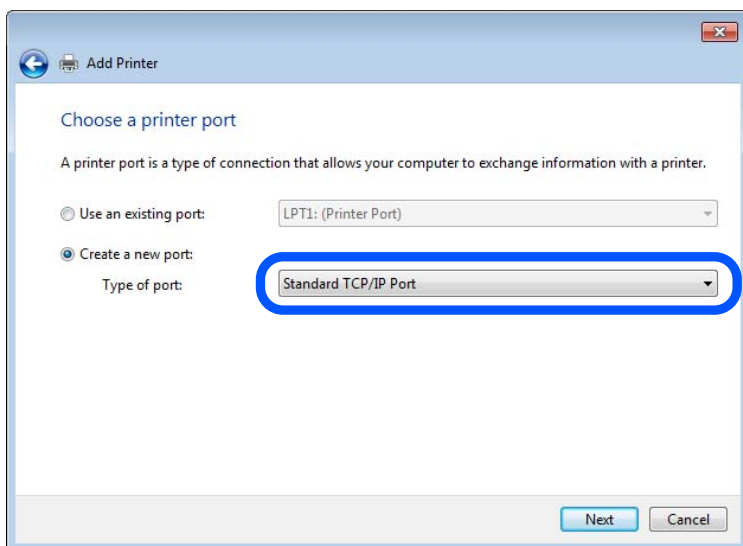 Add Printer
Choose a printer port
A printer port is a type of connection that allows your computer to exchange information with a printer.
Use an existing port: LPT1: (Printer Port)
Create a new port:
Type of port: Standard TCP/IP Port
Next Cancel